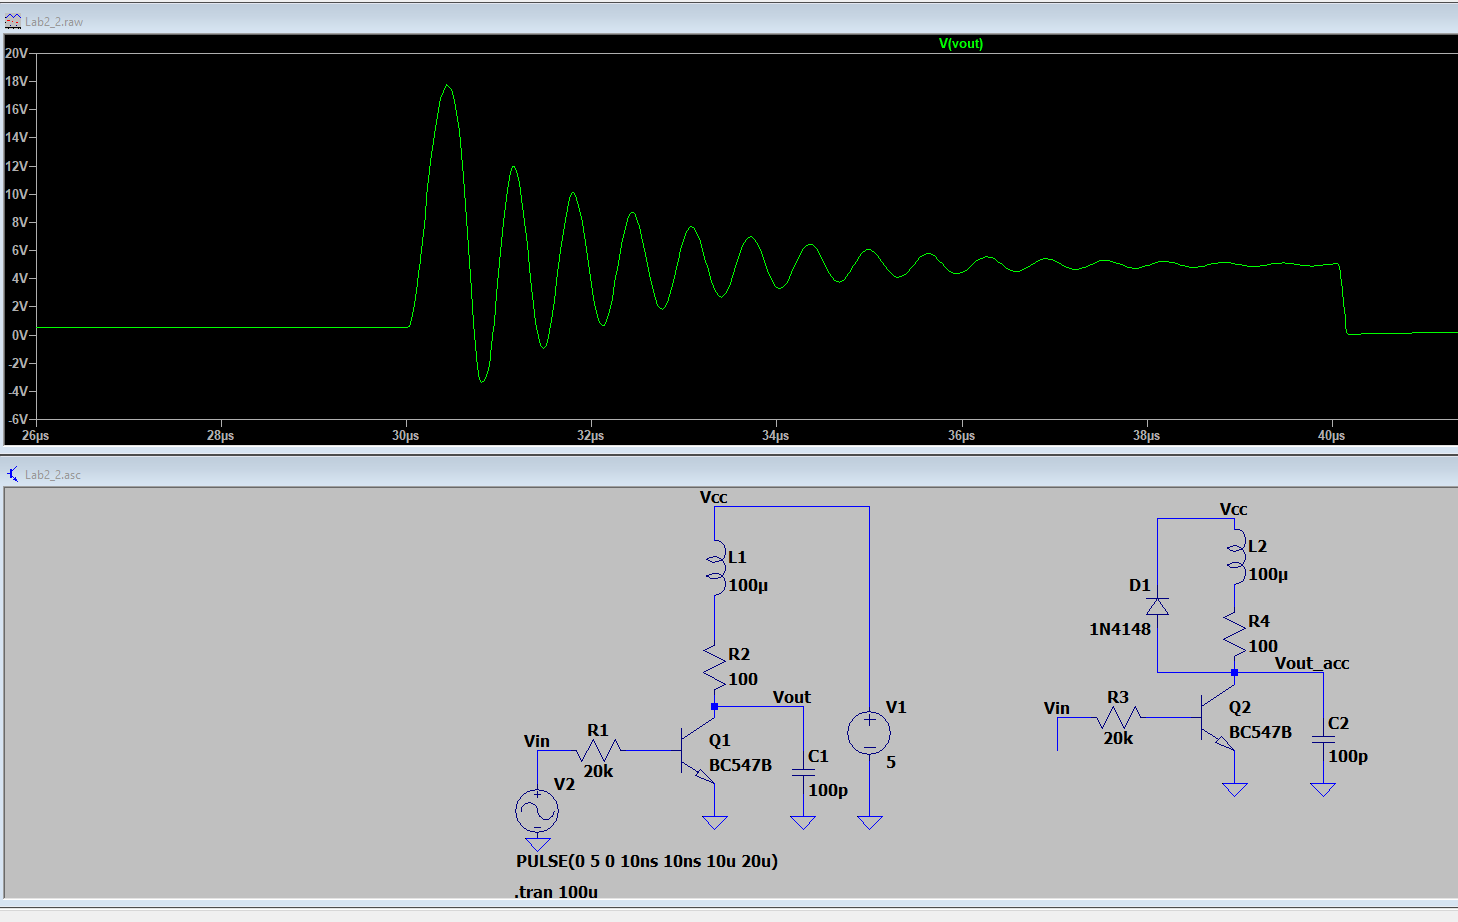 Lab2_2.raw
V(vout)
20V
18V
16V
14V
12V
10V
8V
6V
4V
2V
0V
-2V
-4V
-6V
26µs
28µs
30µs
32µs
34µs
36µs
38µs
40µs
Lab2_2.asc
Vcc
L1
100µ
R2
100
Vout
V1
5
Vin
R1
20k
V2
Q1
BC547B
C1
100p
PULSE(0 5 0 10ns 10ns 10u 20u)
.tran 100u
Vcc
L2
100µ
D1
1N4148
R4
100
Vout_acc
Vin
R3
20k
Q2
BC547B
C2
100p